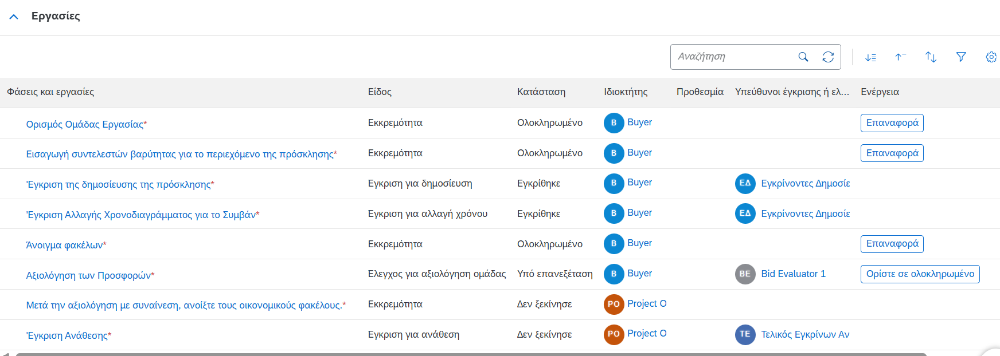 Εργασίες
Αναζήτηση
Φάσεις και εργασίες Είδος Κατάσταση Ιδιοκτήτης Προθεσμία Υπεύθυνοι έγκρισης ή ελ... Ενέργεια
Ορισμός Ομάδας Εργασίας* Εκκρεμότητα Ολοκληρωμένο B Buyer Επαναφορά
Εισαγωγή συντελεστών βαρύτητας για το περιεχόμενο της πρόσκλησης* Εκκρεμότητα Ολοκληρωμένο B Buyer Επαναφορά
'Εγκριση της δημοσίευσης της πρόσκλησης* Εγκριση για δημοσίευση Εγκρίθηκε B Buyer ΕΔ Εγκρίνοντες Δημοσίε
'Εγκριση Αλλαγής Χρονοδιαγράμματος για το Συμβάν* Εγκριση για αλλαγή χρόνου Εγκρίθηκε B Buyer ΕΔ Εγκρίνοντες Δημοσίε
Άνοιγμα φακέλων* Εκκρεμότητα Ολοκληρωμένο B Buyer Επαναφορά
Αξιολόγηση των Προσφορών* Ελεγχος για αξιολόγηση ομάδας Υπό επανεξέταση B Buyer BE Bid Evaluator 1 Ορίστε σε ολοκληρωμένο
Μετά την αξιολόγηση με συναίνεση, ανοίξτε τους οικονομικούς φακέλους.* Εκκρεμότητα Δεν ξεκίνησε PO Project O
'Εγκριση Ανάθεσης* Εγκριση για ανάθεση Δεν ξεκίνησε PO Project O ΤΕ Τελικός Εγκρίνων Αν